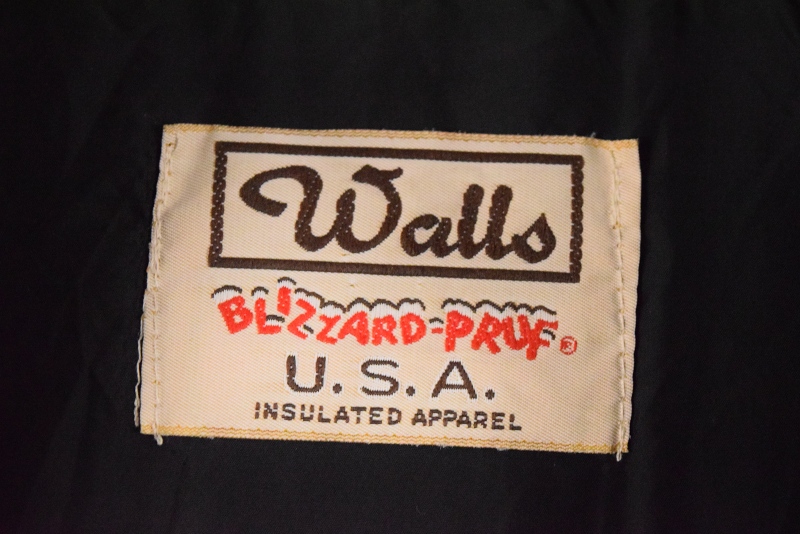 Walls
BLIZZARD-PRUF®
U.S.A.
INSULATED APPAREL